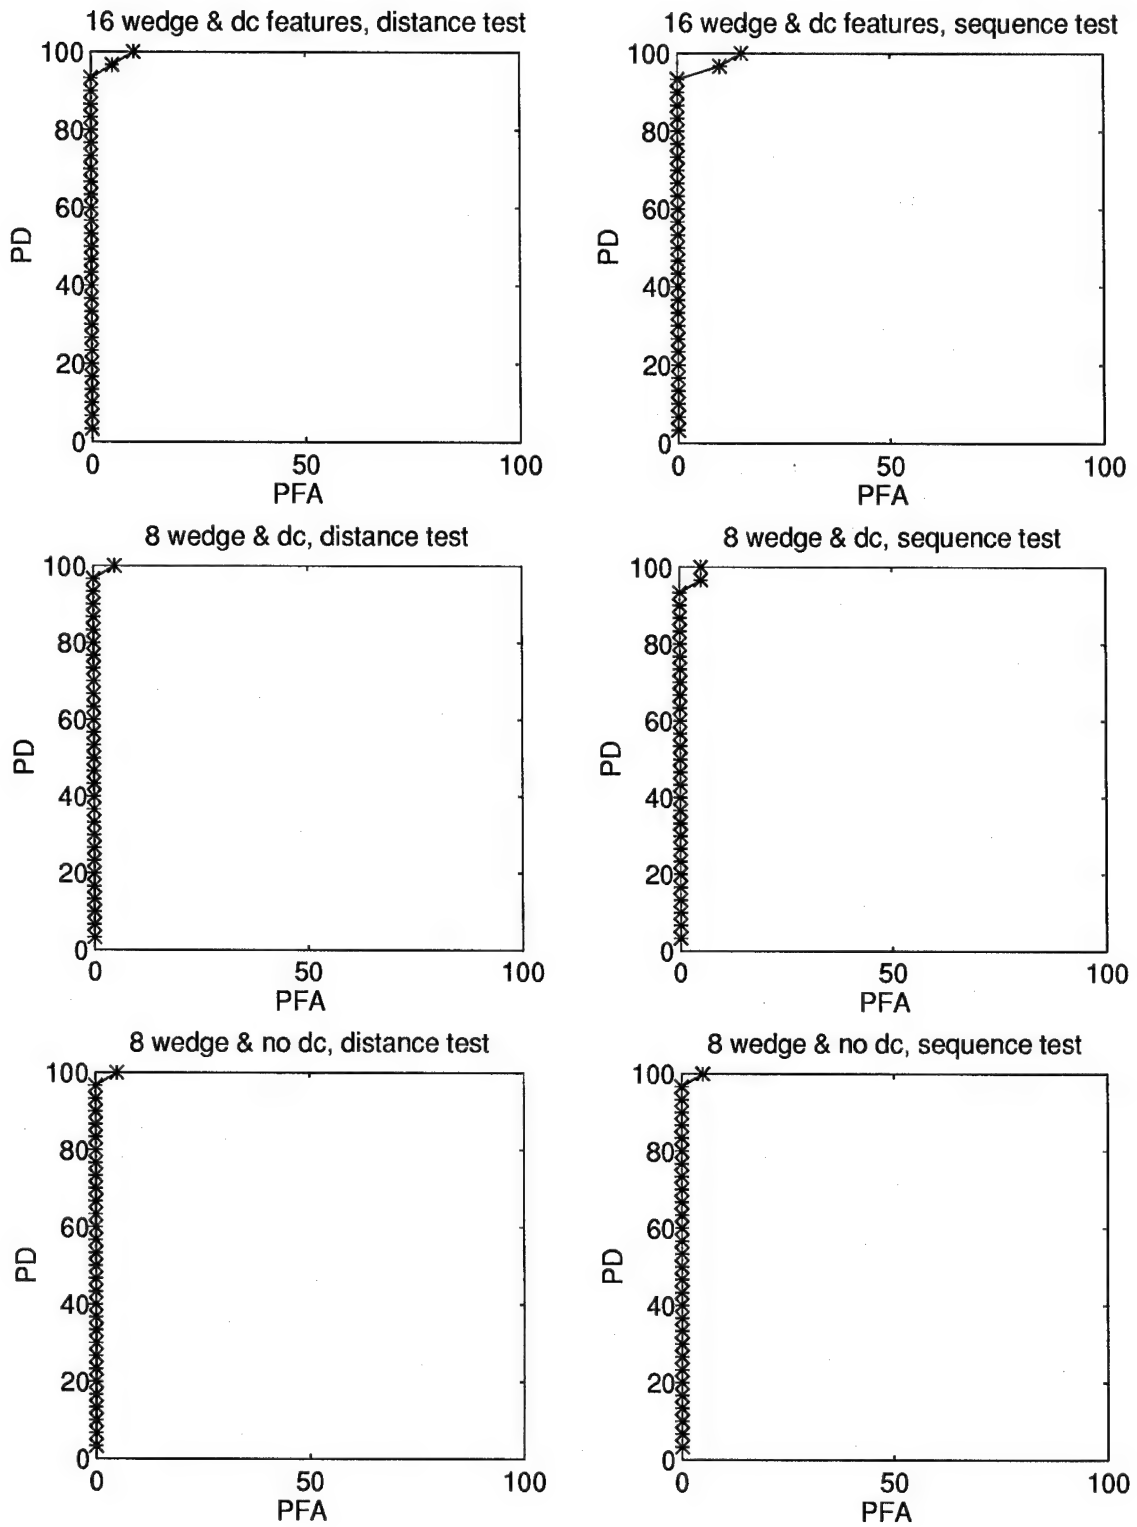 16 wedge & dc features, distance test
100
80
60
40
20
0
PD
0 50 100
PFA
16 wedge & dc features, sequence test
100
80
60
40
20
0
PD
0 50 100
PFA
8 wedge & dc, distance test
100
80
60
40
20
0
PD
0 50 100
PFA
8 wedge & dc, sequence test
100
80
60
40
20
0
PD
0 50 100
PFA
8 wedge & no dc, distance test
100
80
60
40
20
0
PD
0 50 100
PFA
8 wedge & no dc, sequence test
100
80
60
40
20
0
PD
0 50 100
PFA